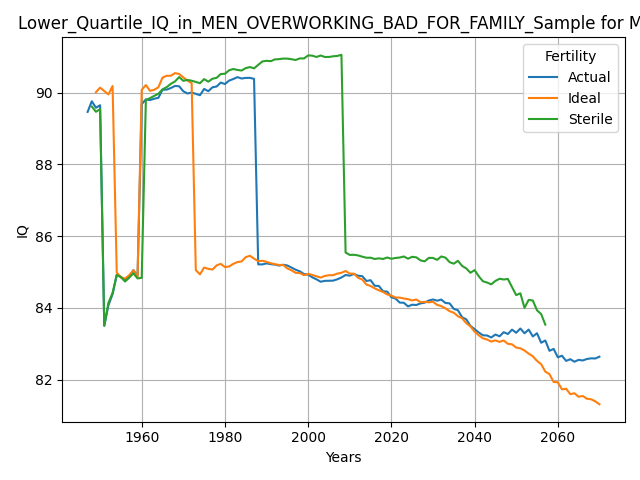 Lower_Quartile_IQ_in_MEN_OVERWORKING_BAD_FOR_FAMILY_Sample for M
Fertility
Actual
Ideal
Sterile
IQ
90
88
86
84
82
1960
1980
2000
2020
2040
2060
Years